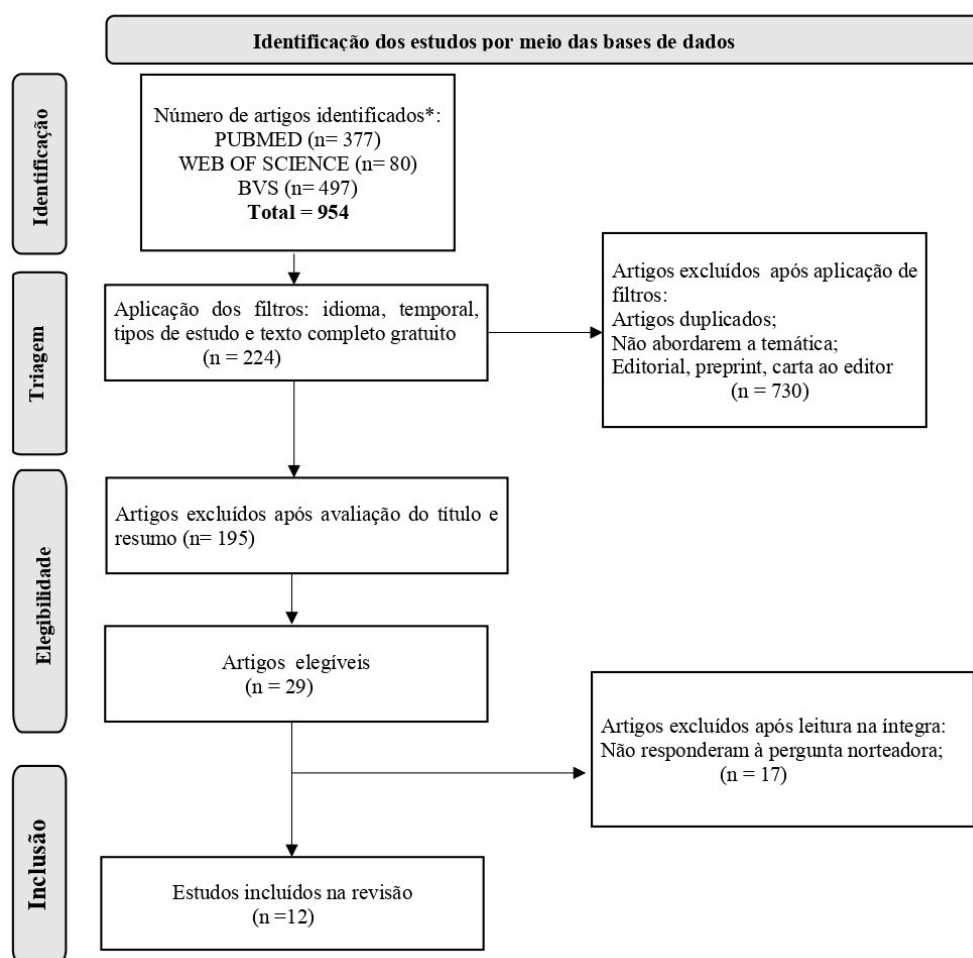 Identificação dos estudos por meio das bases de dados
Identificação
Número de artigos identificados*:
PUBMED (n= 377)
WEB OF SCIENCE (n= 80)
BVS (n= 497)
Total = 954
Triagem
Aplicação dos filtros: idioma, temporal,
tipos de estudo e texto completo gratuito
(n = 224)
Artigos excluídos após aplicação de
filtros:
Artigos duplicados;
Não abordarem a temática;
Editorial, preprint, carta ao editor
(n = 730)
Elegibilidade
Artigos excluídos após avaliação do título e
resumo (n= 195)
Artigos elegíveis
(n = 29)
Artigos excluídos após leitura na íntegra:
Não responderam à pergunta norteadora;
(n = 17)
Inclusão
Estudos incluídos na revisão
(n =12)